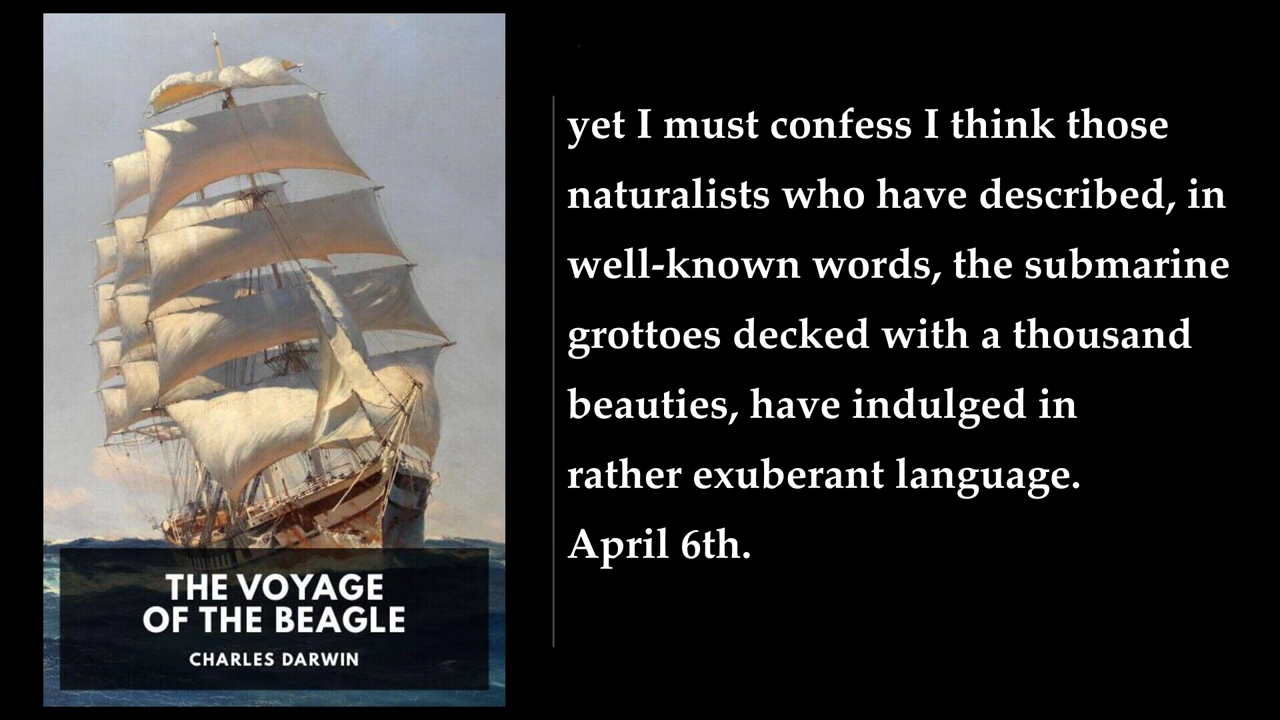 THE VOYAGE
OF THE BEAGLE
CHARLES DARWIN
yet I must confess I think those
naturalists who have described, in
well-known words, the submarine
grottoes decked with a thousand
beauties, have indulged in
rather exuberant language.
April 6th.